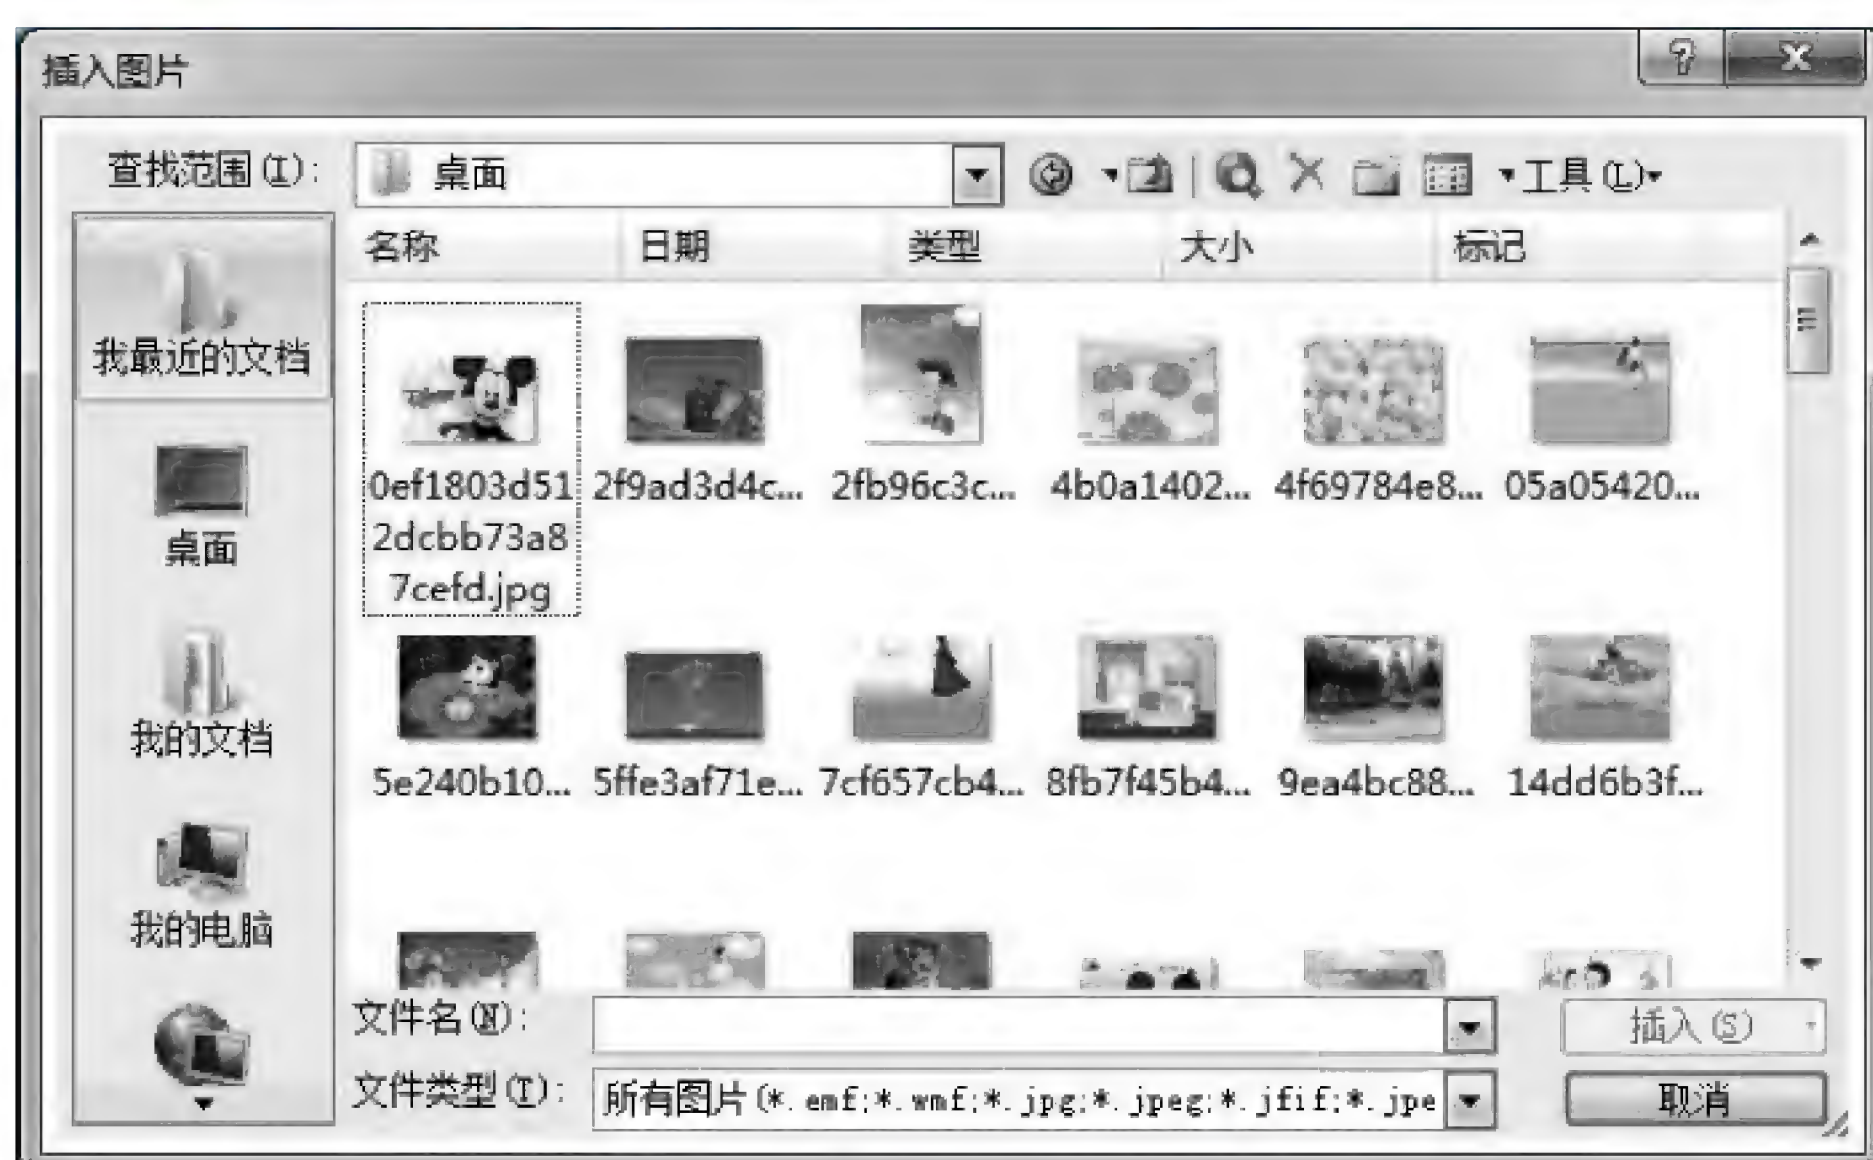 插入图片
查找范围(I): 桌面 工具(L)
名称 日期 类型 大小 标记
我最近的文档
桌面
我的文档
我的电脑
0ef1803d51
2dcbb73a8
7cefd.jpg
2f9ad3d4c...
2fb96c3c...
4b0a1402...
4f69784e8...
05a05420...
5e240b10...
5ffe3af71e...
7cf657cb4...
8fb7f45b4...
9ea4bc88...
14dd6b3f...
文件名(N):
插入(S)
文件类型(T): 所有图片(*.emf;*.wmf;*.jpg;*.jpeg;*.jfif;*.jpe
取消